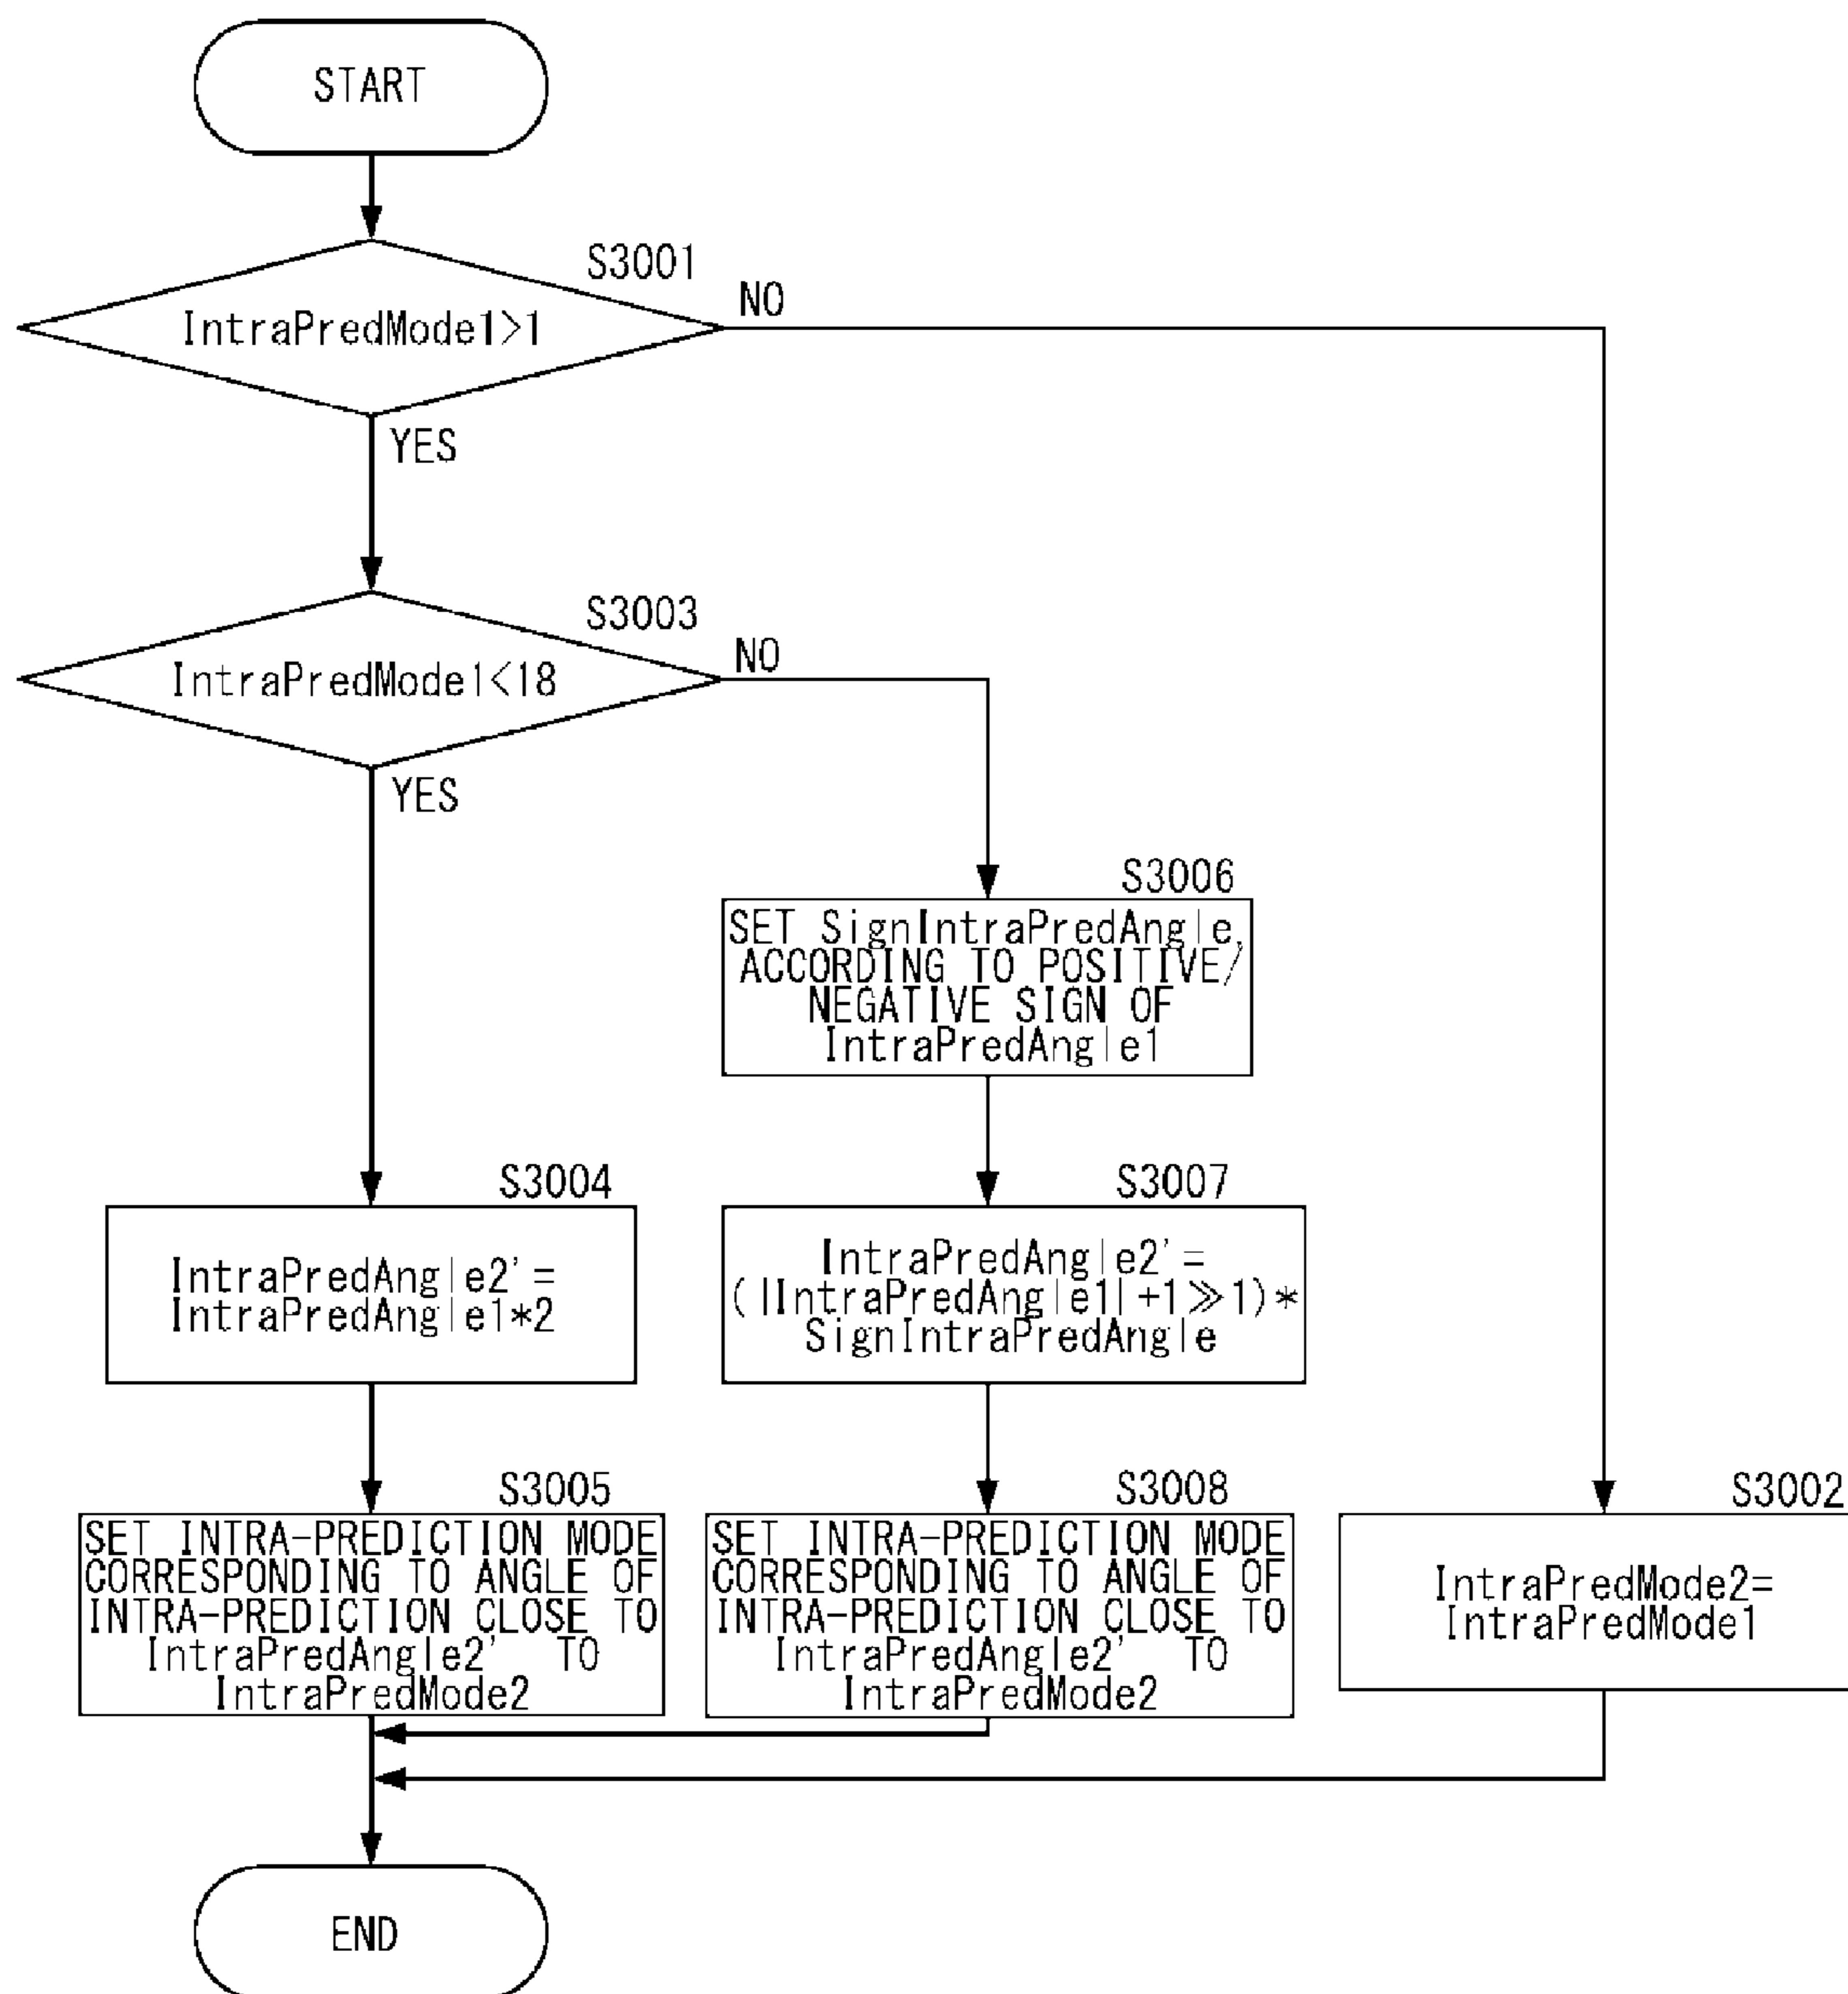 START
S3001
IntraPredMode1>1
NO
YES
S3003
IntraPredMode1<18
NO
YES
S3006
SET SignIntraPredAngle,
ACCORDING TO POSITIVE/
NEGATIVE SIGN OF
IntraPredAngle1
S3004
IntraPredAngle2'=
IntraPredAngle1*2
S3007
IntraPredAngle2'=
(|IntraPredAngle1|+1≫1)*
SignIntraPredAngle
S3005
SET INTRA-PREDICTION MODE
CORRESPONDING TO ANGLE OF
INTRA-PREDICTION CLOSE TO
IntraPredAngle2' TO
IntraPredMode2
S3008
SET INTRA-PREDICTION MODE
CORRESPONDING TO ANGLE OF
INTRA-PREDICTION CLOSE TO
IntraPredAngle2' TO
IntraPredMode2
S3002
IntraPredMode2=
IntraPredMode1
END